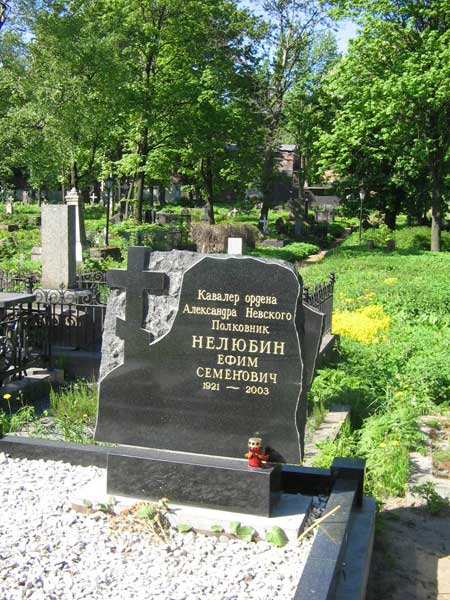 Кавалер ордена
Александра Невского
Полковник
НЕЛЮБИН
ЕФИМ
СЕМЕНОВИЧ
1921 ~ 2003